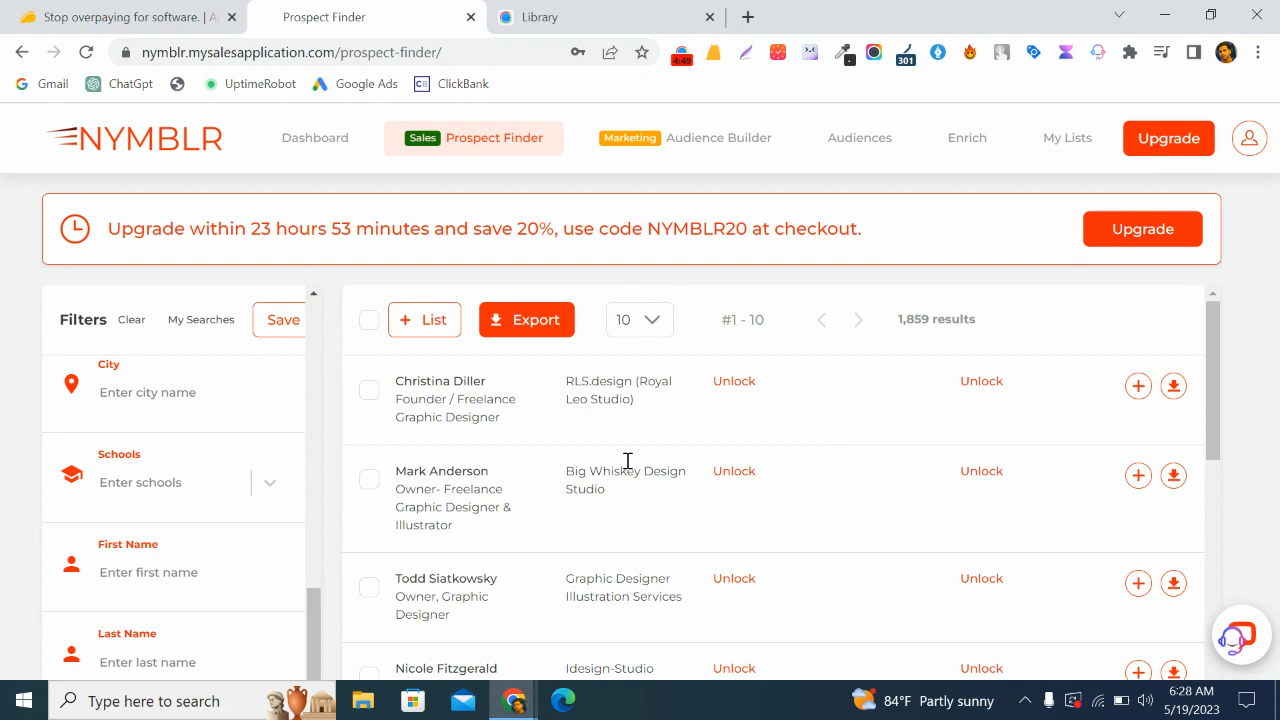 Stop overpaying for software. | A
Prospect Finder
Library
nymblr.mysalesapplication.com/prospect-finder/
4:49
301
Gmail
ChatGPT
UptimeRobot
Google Ads
CB
ClickBank
NYMBLR
Dashboard
Sales Prospect Finder
Marketing Audience Builder
Audiences
Enrich
My Lists
Upgrade
Upgrade within 23 hours 53 minutes and save 20%, use code NYMBLR20 at checkout.
Upgrade
Filters
Clear
My Searches
Save
City
Enter city name
Schools
Enter schools
First Name
Enter first name
Last Name
Enter last name
+ List
Export
10
#1 - 10
1,859 results
Christina Diller
Founder / Freelance
Graphic Designer
RLS.design (Royal
Leo Studio)
Unlock
Unlock
Mark Anderson
Owner- Freelance
Graphic Designer &
Illustrator
Big Whiskey Design
Studio
Unlock
Unlock
Todd Siatkowsky
Owner, Graphic
Designer
Graphic Designer
Illustration Services
Unlock
Unlock
Nicole Fitzgerald
Idesign-Studio
Unlock
Unlock
Type here to search
84°F Partly sunny
6:28 AM
5/19/2023